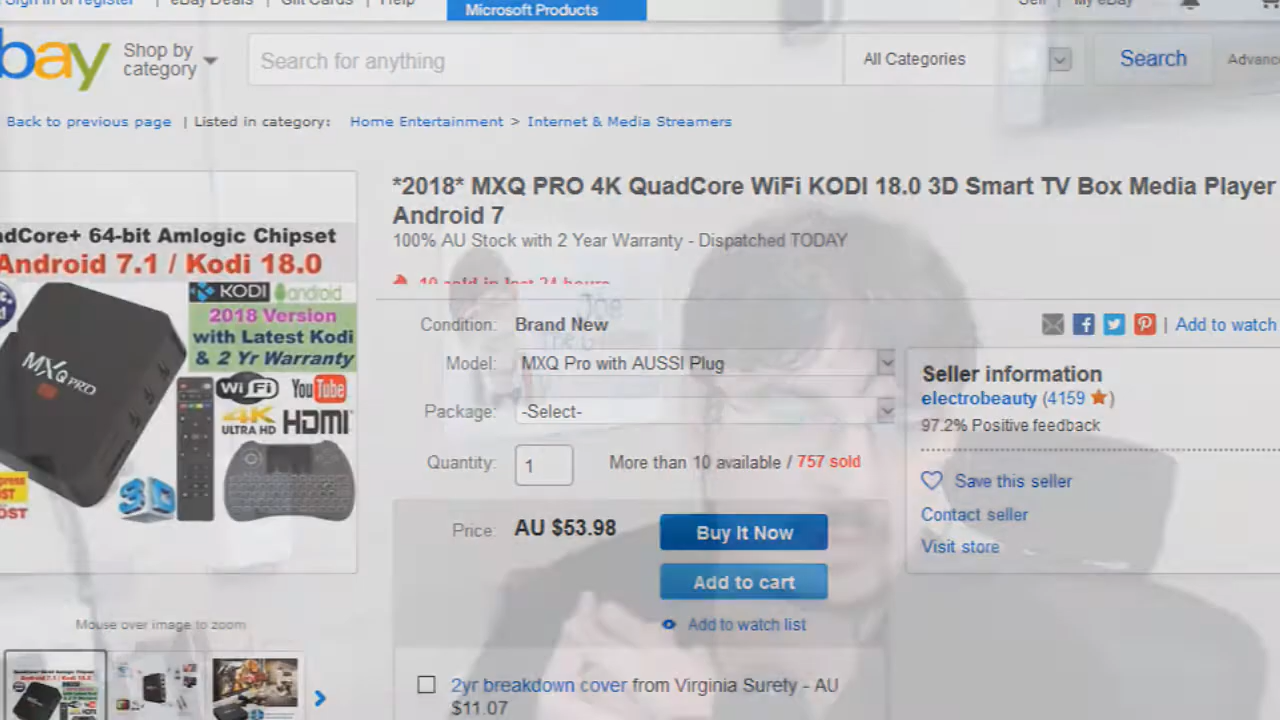 Sign in or register | eBay Deals | Gift Cards | Help
Microsoft Products
Sell | My eBay
ebay
Shop by
category
Search for anything
All Categories
Search
Back to previous page | Listed in category: Home Entertainment > Internet & Media Streamers
*2018* MXQ PRO 4K QuadCore WiFi KODI 18.0 3D Smart TV Box Media Player
Android 7
100% AU Stock with 2 Year Warranty - Dispatched TODAY
10 sold in last 24 hours
Condition: Brand New
Model: MXQ Pro with AUSSI Plug
Package: -Select-
Quantity: 1
More than 10 available / 757 sold
Price: AU $53.98
Buy It Now
Add to cart
Add to watch list
2yr breakdown cover from Virginia Surety - AU
$11.07
| Add to watch
Seller information
electrobeauty (4159 )
97.2% Positive feedback
Save this seller
Contact seller
Visit store
64-bit Amlogic Chipset
Android 7.1 / Kodi 18.0
KODI android
2018 Version
with Latest Kodi
& 2 Yr Warranty
MXQ PRO
WiFi YouTube
4K
ULTRA HD HDMI
3D
Mouse over image to zoom
Joe